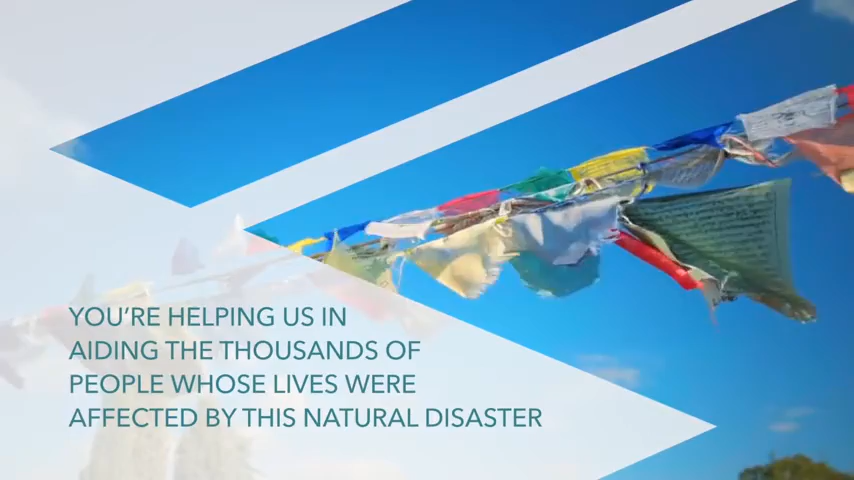 YOU’RE HELPING US IN
AIDING THE THOUSANDS OF
PEOPLE WHOSE LIVES WERE
AFFECTED BY THIS NATURAL DISASTER